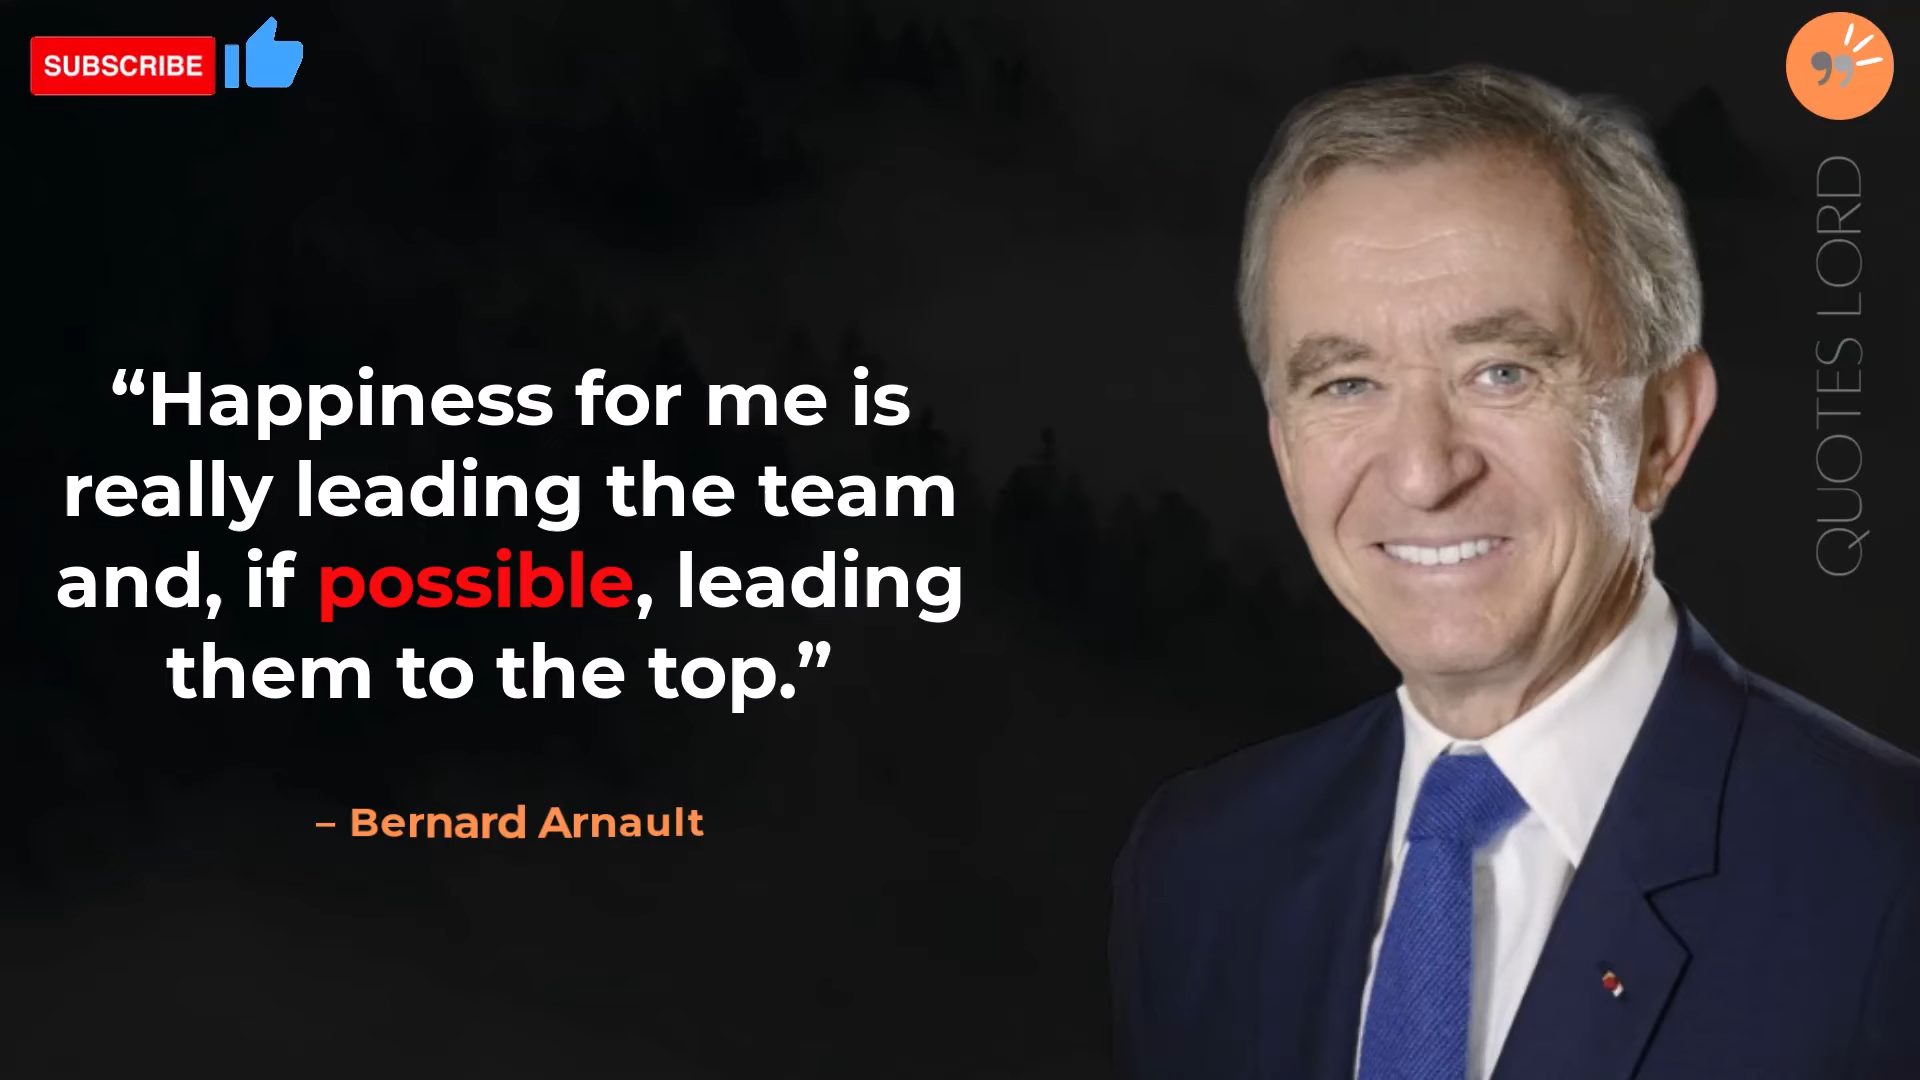 SUBSCRIBE
“Happiness for me is
really leading the team
and, if possible, leading
them to the top.”
– Bernard Arnault
QUOTES LORD